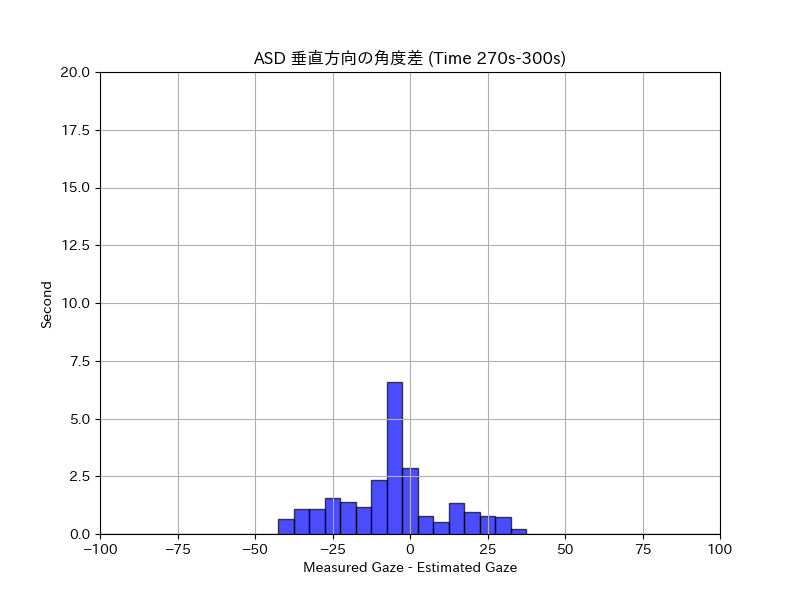 ASD 垂直方向の角度差 (Time 270s-300s)
20.0
17.5
15.0
12.5
10.0
7.5
5.0
2.5
0.0
Second
−100 −75 −50 −25 0 25 50 75 100
Measured Gaze - Estimated Gaze